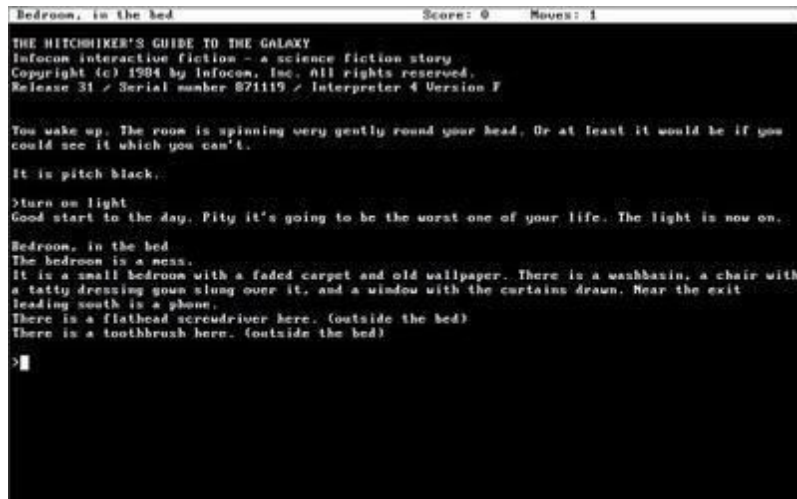 Bedroom, in the bed Score: 0 Moves: 1
THE HITCHHIKER'S GUIDE TO THE GALAXY
Infocom interactive fiction - a science fiction story
Copyright (c) 1984 by Infocom, Inc. All rights reserved.
Release 31 / Serial number 871119 / Interpreter 4 Version F
You wake up. The room is spinning very gently round your head. Or at least it would be if you
could see it which you can't.
It is pitch black.
>turn on light
Good start to the day. Pity it's going to be the worst one of your life. The light is now on.
Bedroom, in the bed
The bedroom is a mess.
It is a small bedroom with a faded carpet and old wallpaper. There is a washbasin, a chair with
a tatty dressing gown slung over it, and a window with the curtains drawn. Near the exit
leading south is a phone.
There is a flathead screwdriver here. (outside the bed)
There is a toothbrush here. (outside the bed)
>